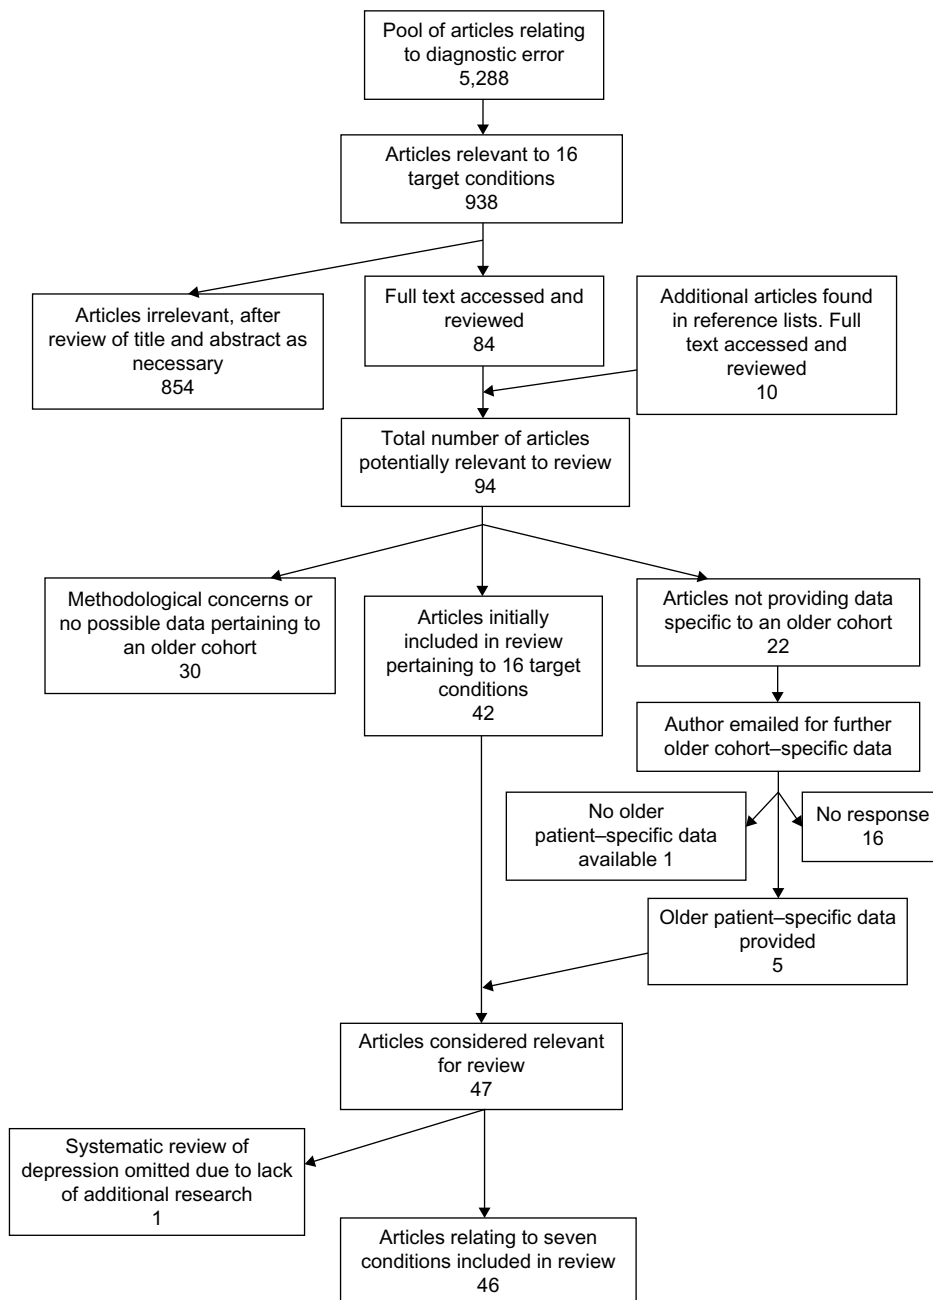 Pool of articles relating
to diagnostic error
5,288
Articles relevant to 16
target conditions
938
Articles irrelevant, after
review of title and abstract as
necessary
854
Full text accessed and
reviewed
84
Additional articles found
in reference lists. Full
text accessed and
reviewed
10
Total number of articles
potentially relevant to review
94
Methodological concerns or
no possible data pertaining to
an older cohort
30
Articles initially
included in review
pertaining to 16 target
conditions
42
Articles not providing data
specific to an older cohort
22
Author emailed for further
older cohort–specific data
No older
patient–specific data
available 1
No response
16
Older patient–specific data
provided
5
Articles considered relevant
for review
47
Systematic review of
depression omitted due to lack
of additional research
1
Articles relating to seven
conditions included in review
46